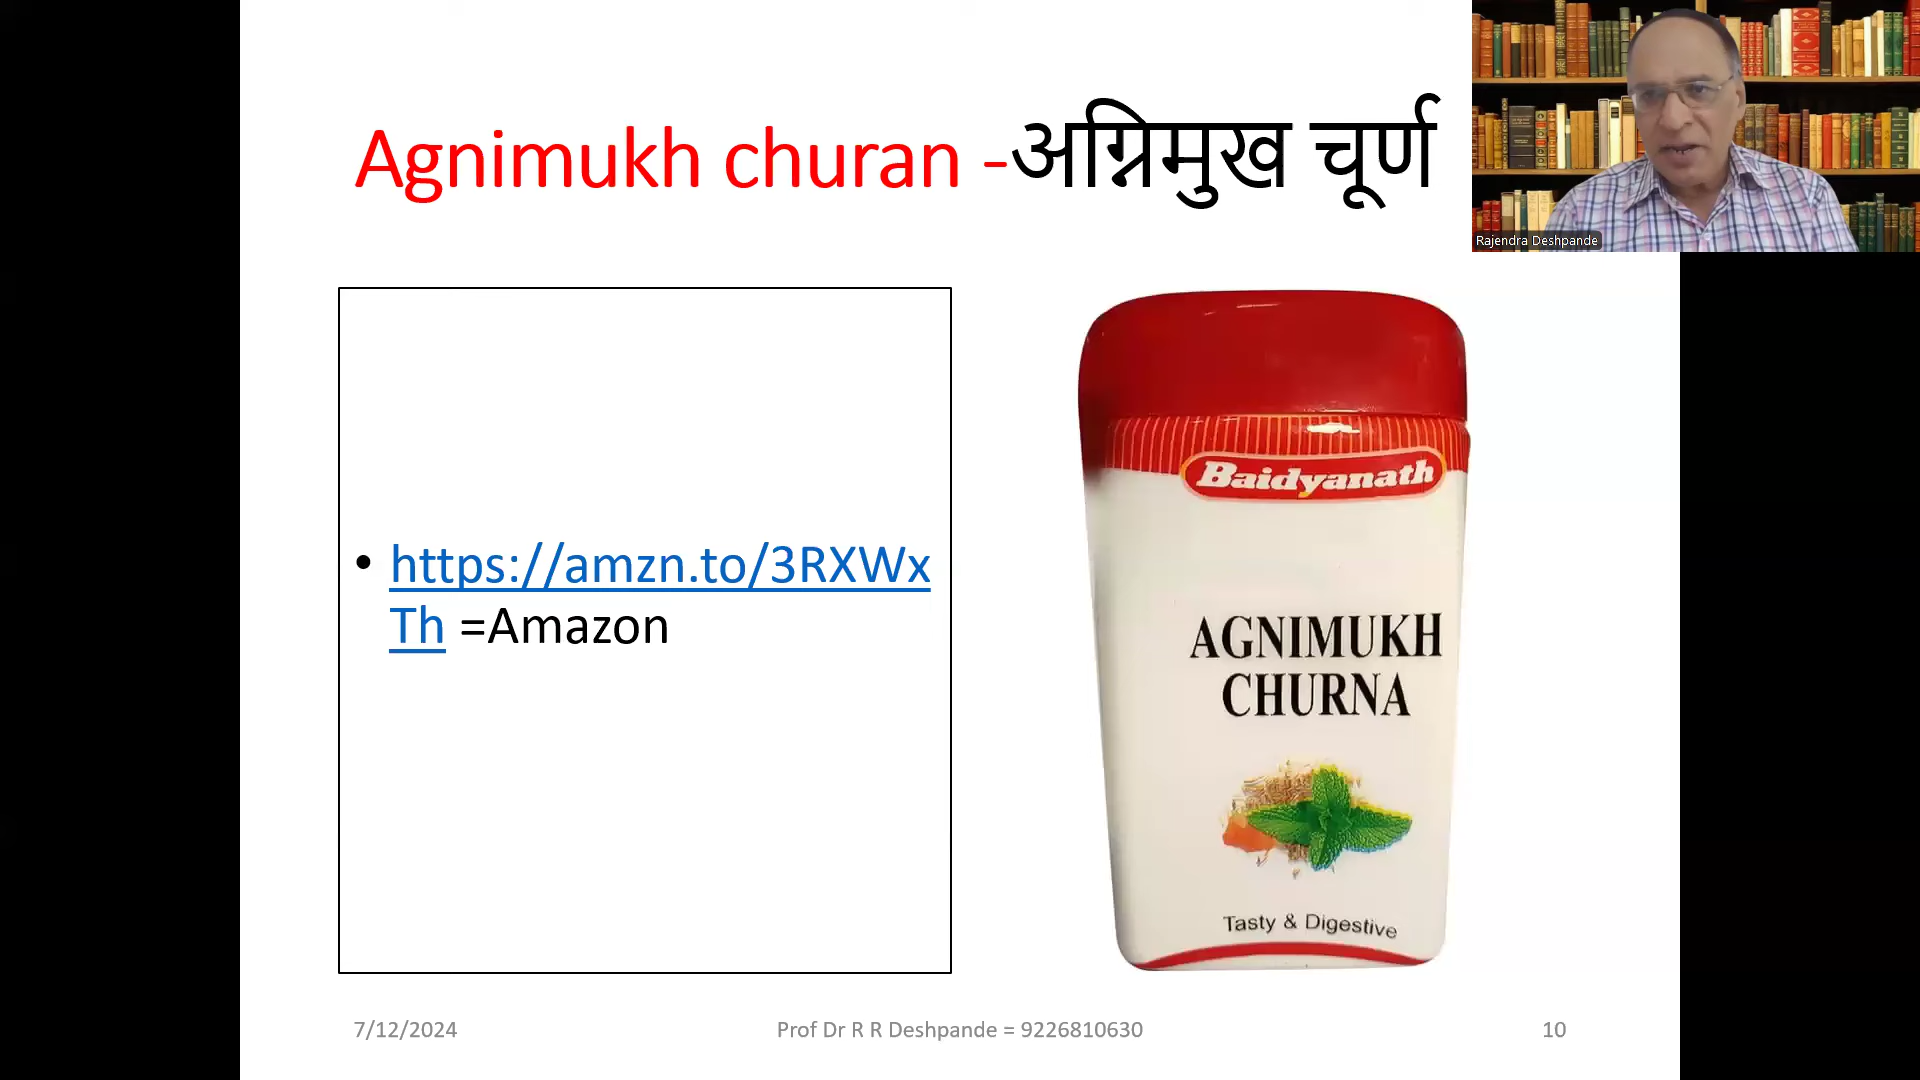 Agnimukh churan -अग्निमुख चूर्ण
Rajendra Deshpande
• https://amzn.to/3RXWx
Th =Amazon
Baidyanath
AGNIMUKH
CHURNA
Tasty & Digestive
7/12/2024
Prof Dr R R Deshpande = 9226810630
10